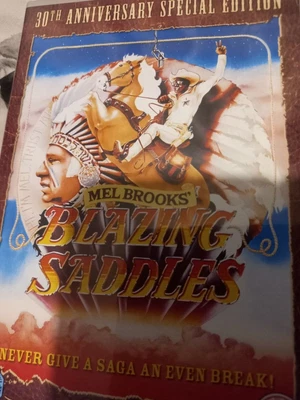 30TH ANNIVERSARY SPECIAL EDITION
MEL BROOKS'
BLAZING
SADDLES
NEVER GIVE A SAGA AN EVEN BREAK!